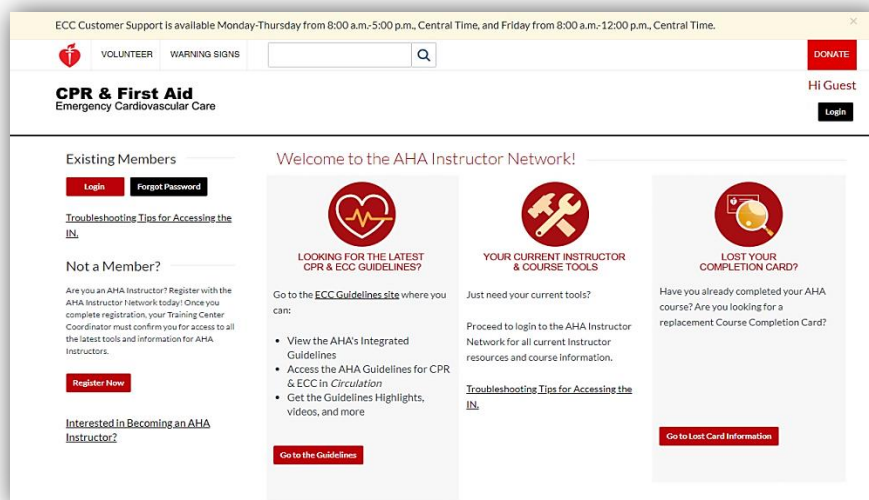 ECC Customer Support is available Monday-Thursday from 8:00 a.m.-5:00 p.m., Central Time, and Friday from 8:00 a.m.-12:00 p.m., Central Time.
×
VOLUNTEER
WARNING SIGNS
DONATE
CPR & First Aid
Emergency Cardiovascular Care
Hi Guest
Login
Existing Members
Login
Forgot Password
Troubleshooting Tips for Accessing the
IN.
Not a Member?
Are you an AHA Instructor? Register with the
AHA Instructor Network today! Once you
complete registration, your Training Center
Coordinator must confirm you for access to all
the latest tools and information for AHA
Instructors.
Register Now
Interested in Becoming an AHA
Instructor?
Welcome to the AHA Instructor Network!
LOOKING FOR THE LATEST
CPR & ECC GUIDELINES?
Go to the ECC Guidelines site where you
can:
• View the AHA's Integrated
Guidelines
• Access the AHA Guidelines for CPR
& ECC in Circulation
• Get the Guidelines Highlights,
videos, and more
Go to the Guidelines
YOUR CURRENT INSTRUCTOR
& COURSE TOOLS
Just need your current tools?
Proceed to login to the AHA Instructor
Network for all current Instructor
resources and course information.
Troubleshooting Tips for Accessing the
IN.
LOST YOUR
COMPLETION CARD?
Have you already completed your AHA
course? Are you looking for a
replacement Course Completion Card?
Go to Lost Card Information